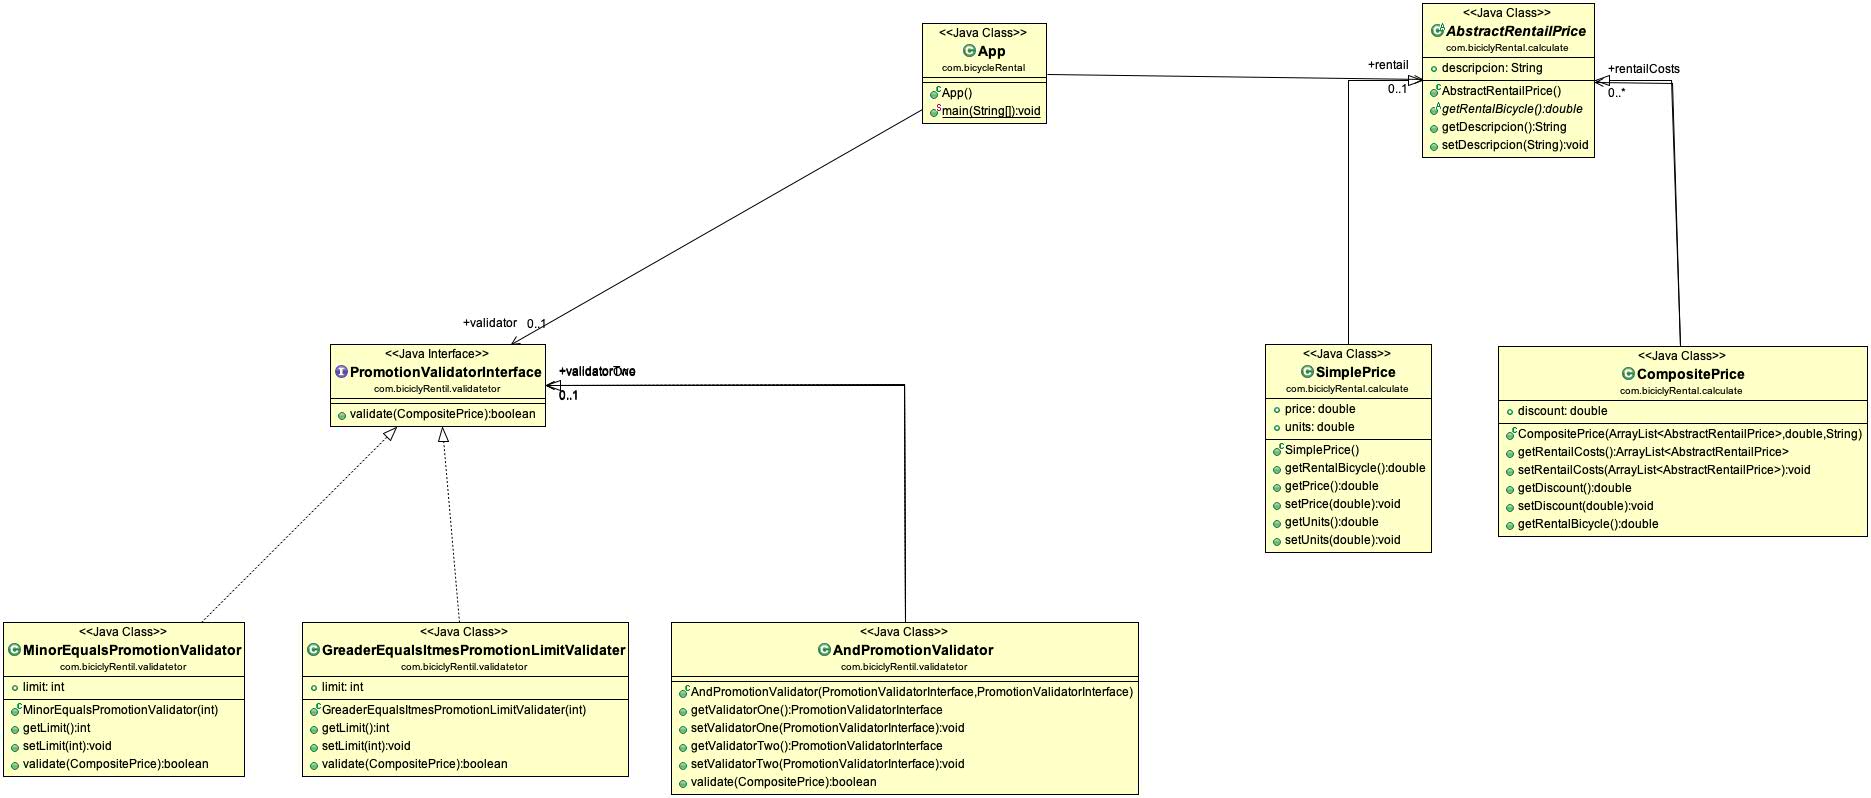 <<Java Class>>
App
com.bicycleRental
App()
main(String[]):void
<<Java Class>>
AbstractRentailPrice
com.biciclyRental.calculate
descripcion: String
AbstractRentailPrice()
getRentalBicycle():double
getDescripcion():String
setDescripcion(String):void
+rentail
0..1
+rentailCosts
0..*
+validator
0..1
<<Java Interface>>
PromotionValidatorInterface
com.biciclyRentil.validatetor
validate(CompositePrice):boolean
+validatorTwo
0..1
<<Java Class>>
SimplePrice
com.biciclyRental.calculate
price: double
units: double
SimplePrice()
getRentalBicycle():double
getPrice():double
setPrice(double):void
getUnits():double
setUnits(double):void
<<Java Class>>
CompositePrice
com.biciclyRental.calculate
discount: double
CompositePrice(ArrayList<AbstractRentailPrice>,double,String)
getRentailCosts():ArrayList<AbstractRentailPrice>
setRentailCosts(ArrayList<AbstractRentailPrice>):void
getDiscount():double
setDiscount(double):void
getRentalBicycle():double
<<Java Class>>
MinorEqualsPromotionValidator
com.biciclyRentil.validatetor
limit: int
MinorEqualsPromotionValidator(int)
getLimit():int
setLimit(int):void
validate(CompositePrice):boolean
<<Java Class>>
GreaderEqualsItmesPromotionLimitValidater
com.biciclyRentil.validatetor
limit: int
GreaderEqualsItmesPromotionLimitValidater(int)
getLimit():int
setLimit(int):void
validate(CompositePrice):boolean
<<Java Class>>
AndPromotionValidator
com.biciclyRentil.validatetor
AndPromotionValidator(PromotionValidatorInterface,PromotionValidatorInterface)
getValidatorOne():PromotionValidatorInterface
setValidatorOne(PromotionValidatorInterface):void
getValidatorTwo():PromotionValidatorInterface
setValidatorTwo(PromotionValidatorInterface):void
validate(CompositePrice):boolean